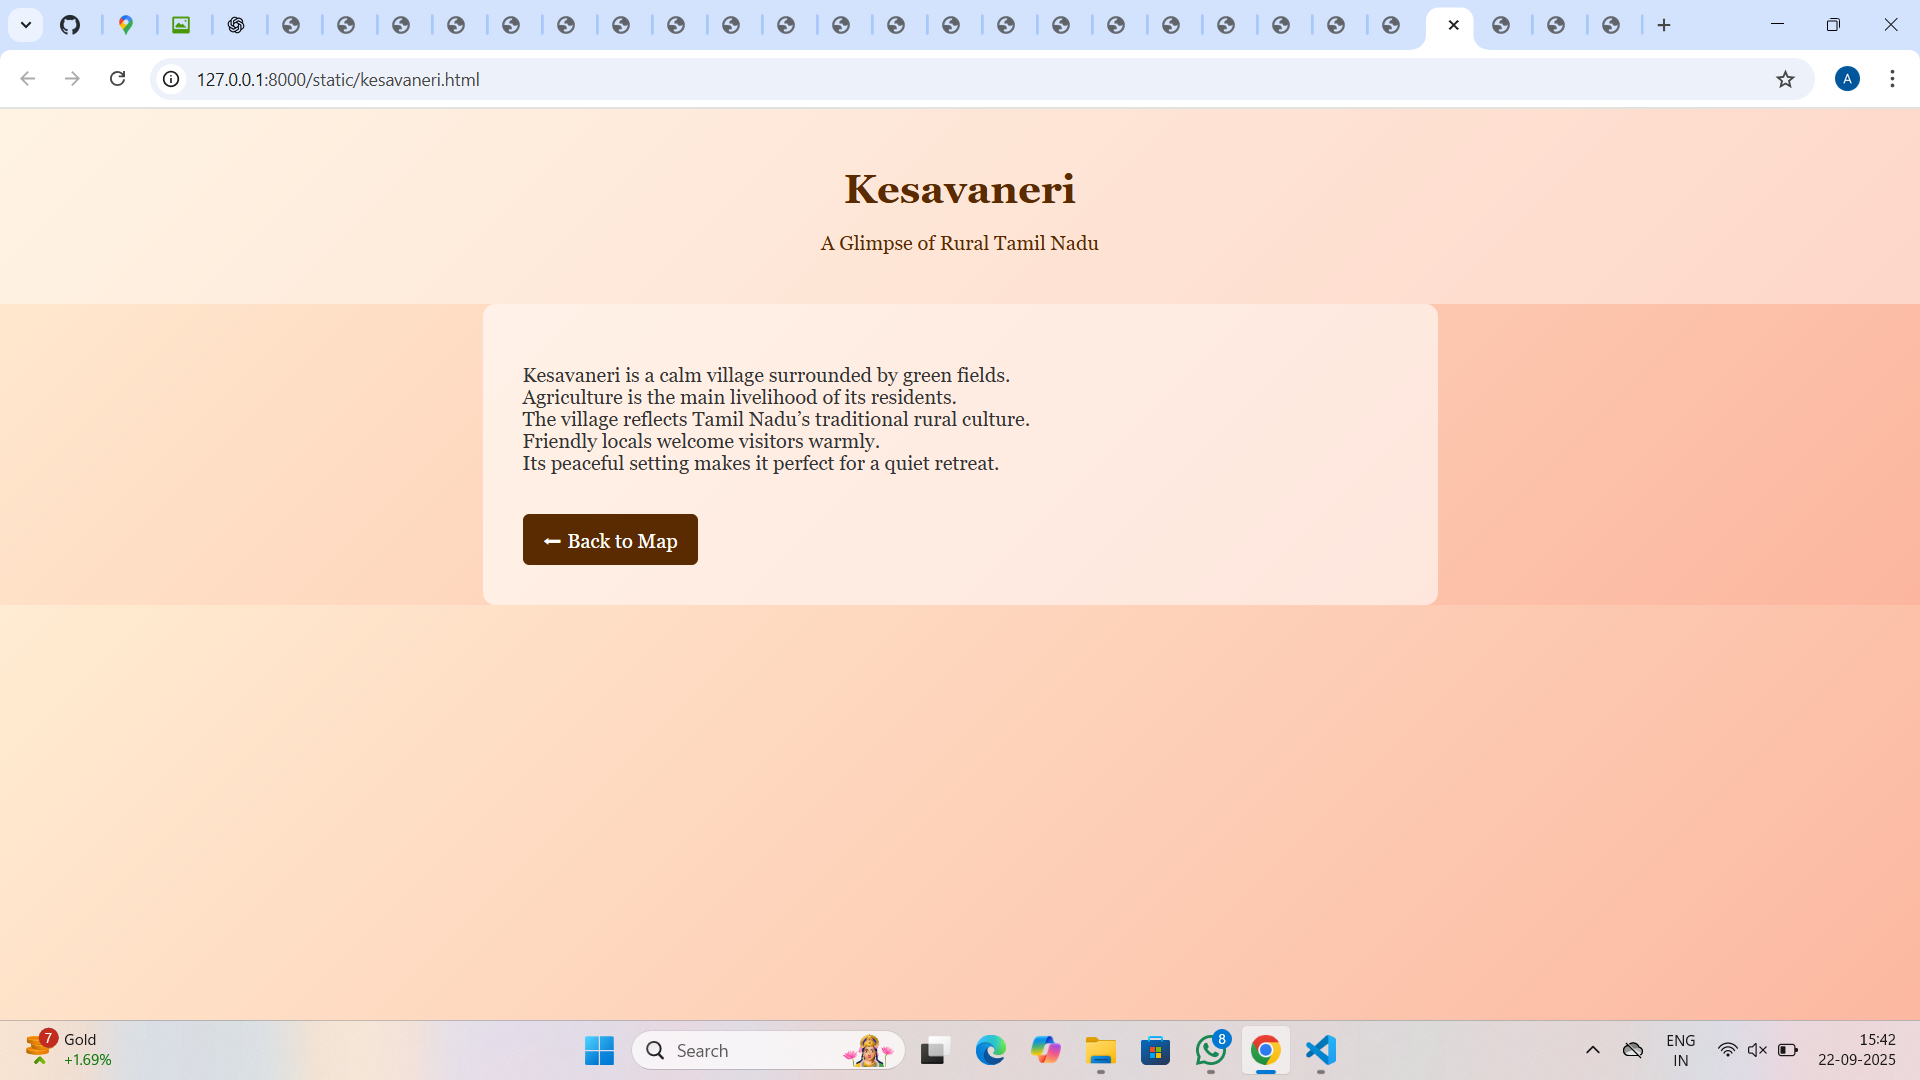 127.0.0.1:8000/static/kesavaneri.html
A
Kesavaneri
A Glimpse of Rural Tamil Nadu
Kesavaneri is a calm village surrounded by green fields.
Agriculture is the main livelihood of its residents.
The village reflects Tamil Nadu’s traditional rural culture.
Friendly locals welcome visitors warmly.
Its peaceful setting makes it perfect for a quiet retreat.
← Back to Map
7
Gold
+1.69%
Search
8
ENG
IN
15:42
22-09-2025